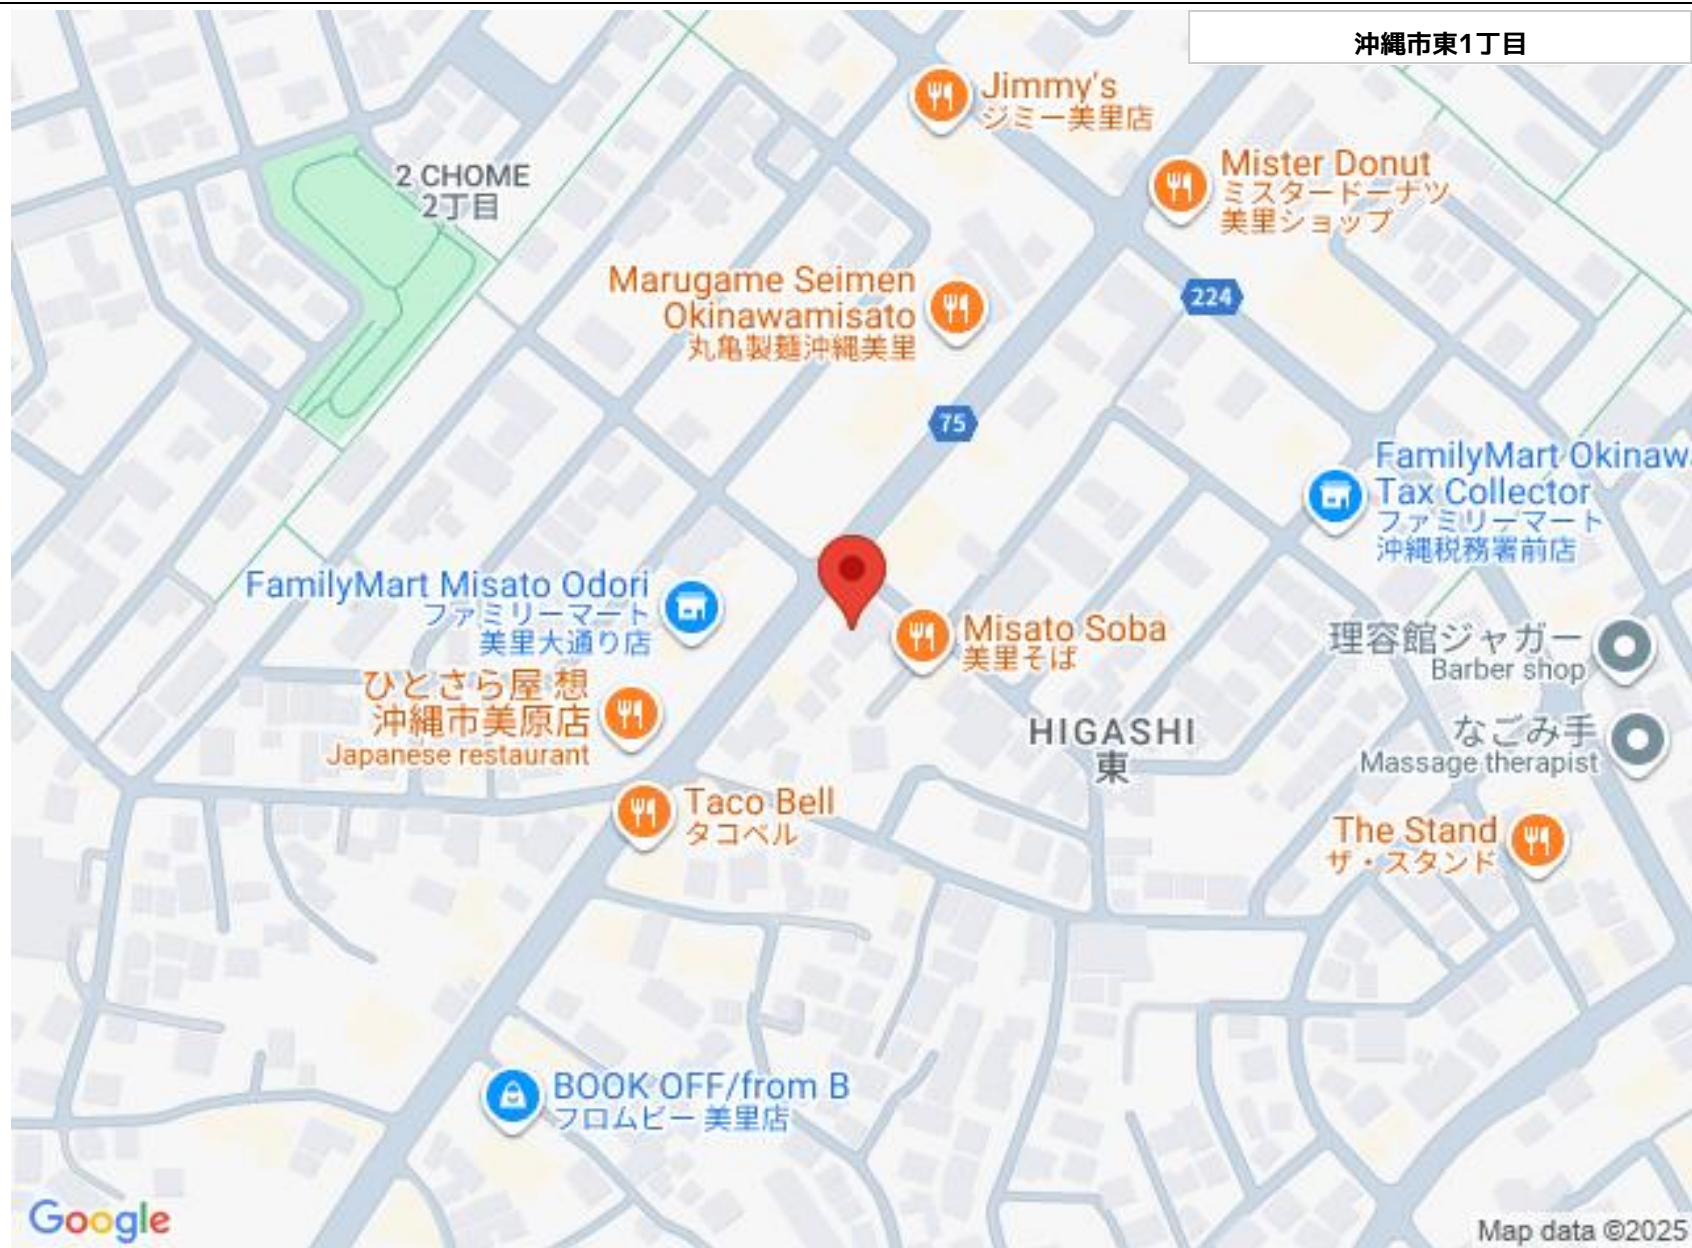 沖縄市東1丁目
Jimmy's
ジミー美里店
Mister Donut
ミスタードーナツ
美里ショップ
2 CHOME
2丁目
Marugame Seimen
Okinawamisato
丸亀製麺沖縄美里
224
75
FamilyMart Okinawa
Tax Collector
ファミリーマート
沖縄税務署前店
FamilyMart Misato Odori
ファミリーマート
美里大通り店
Misato Soba
美里そば
理容館ジャガー
Barber shop
ひとさら屋 想
沖縄市美原店
Japanese restaurant
HIGASHI
東
なごみ手
Massage therapist
Taco Bell
タコベル
The Stand
ザ・スタンド
BOOK OFF/from B
フロムビー 美里店
Google
Map data ©2025